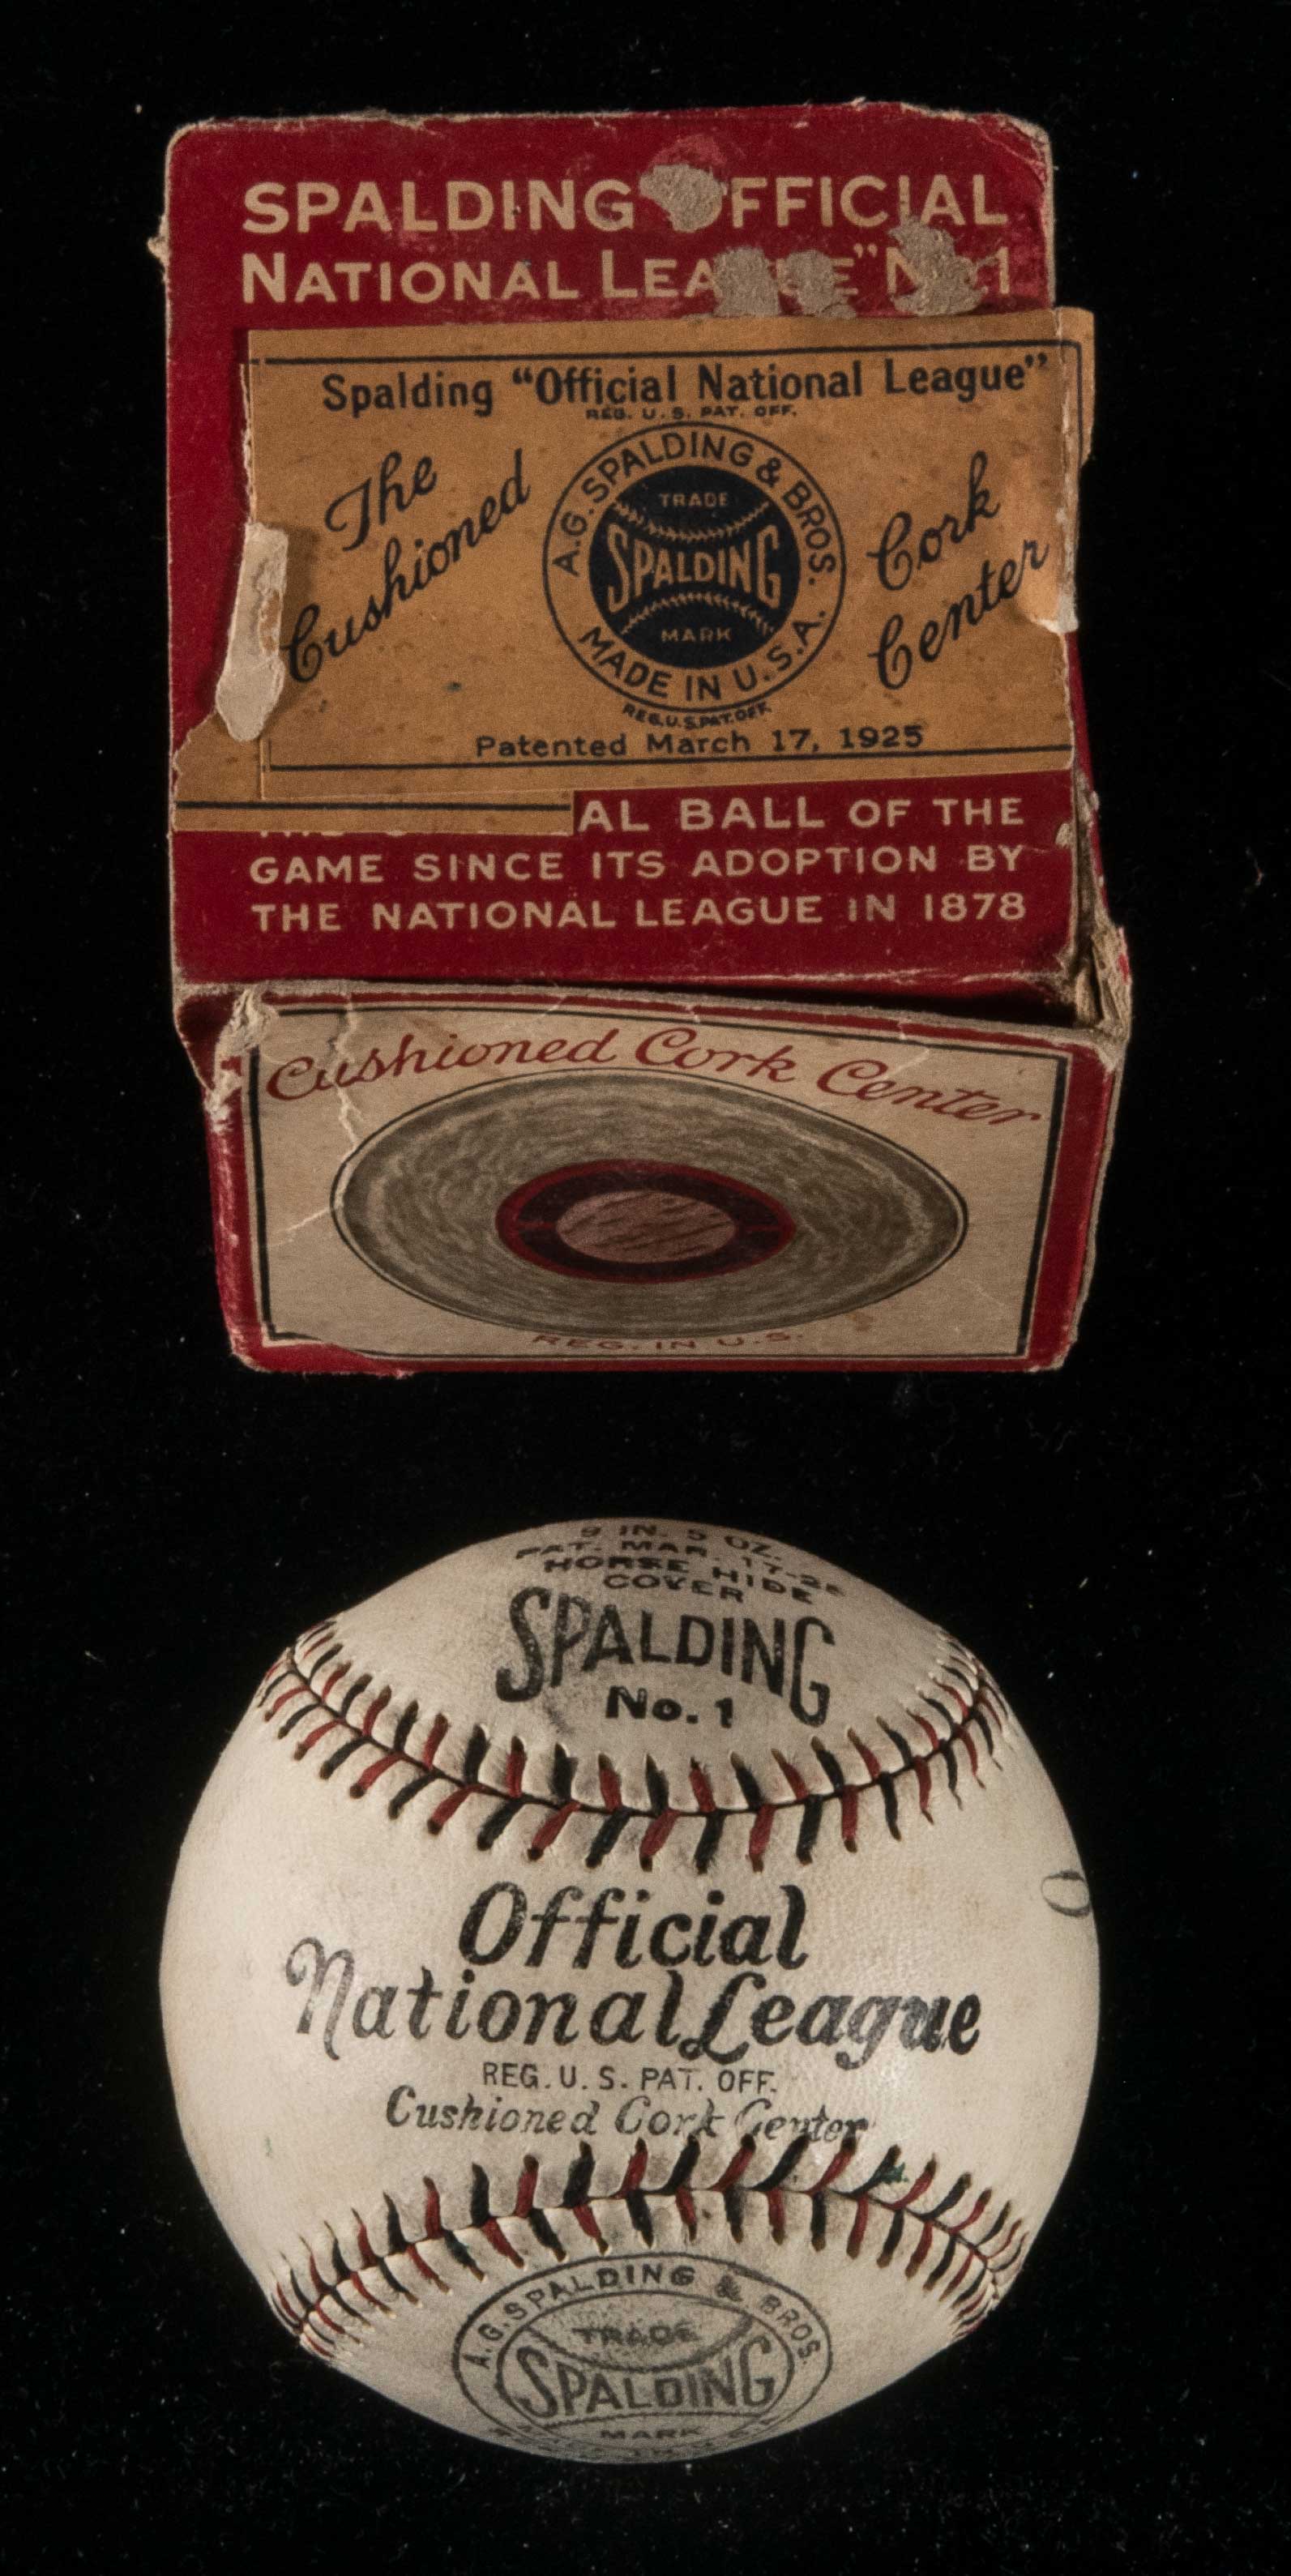 SPALDING FFICIAL
NATIONAL LEA E" N 1
Spalding "Official National League"
REG. U. S. PAT. OFF.
The
Cushioned
A.G. SPALDING & BROS.
TRADE
SPALDING
MARK
MADE IN U.S.A.
REG.U.S.PAT.OFF.
Cork
Center
Patented March 17, 1925
AL BALL OF THE
GAME SINCE ITS ADOPTION BY
THE NATIONAL LEAGUE IN 1878
Cushioned Cork Center
REG. IN U.S.
9 IN. 5 OZ.
PAT. MAR. 17-2
HORSE HIDE
COVER
SPALDING
No. 1
Official
National League
REG. U. S. PAT. OFF.
Cushioned Cork Center
A.G. SPALDING & BROS.
TRADE
SPALDING
MARK